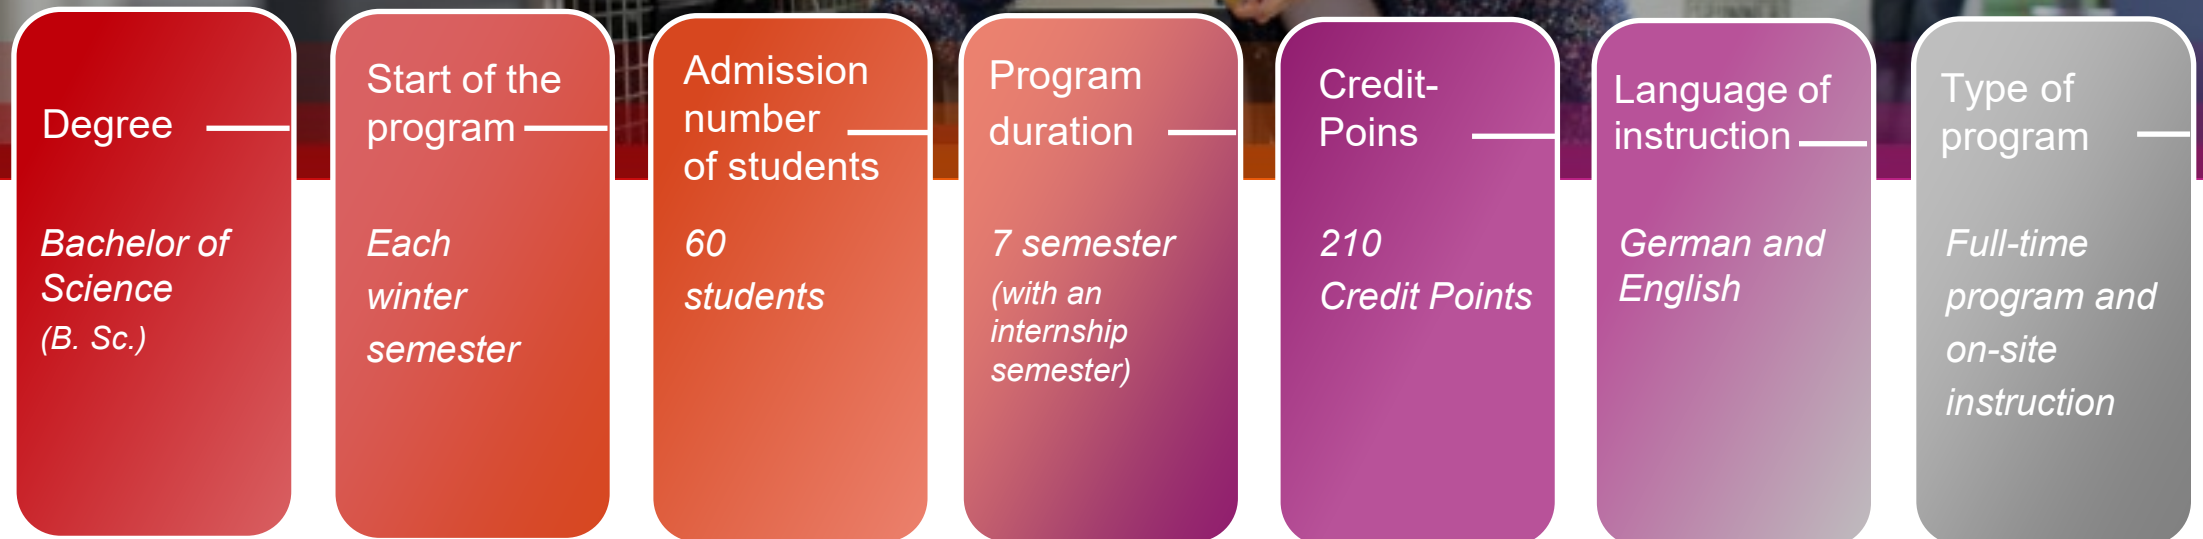 Degree
Bachelor of
Science
(B. Sc.)
Start of the
program
Each
winter
semester
Admission
number
of students
60
students
Program
duration
7 semester
(with an
internship
semester)
Credit-
Poins
210
Credit Points
Language of
instruction
German and
English
Type of
program
Full-time
program and
on-site
instruction